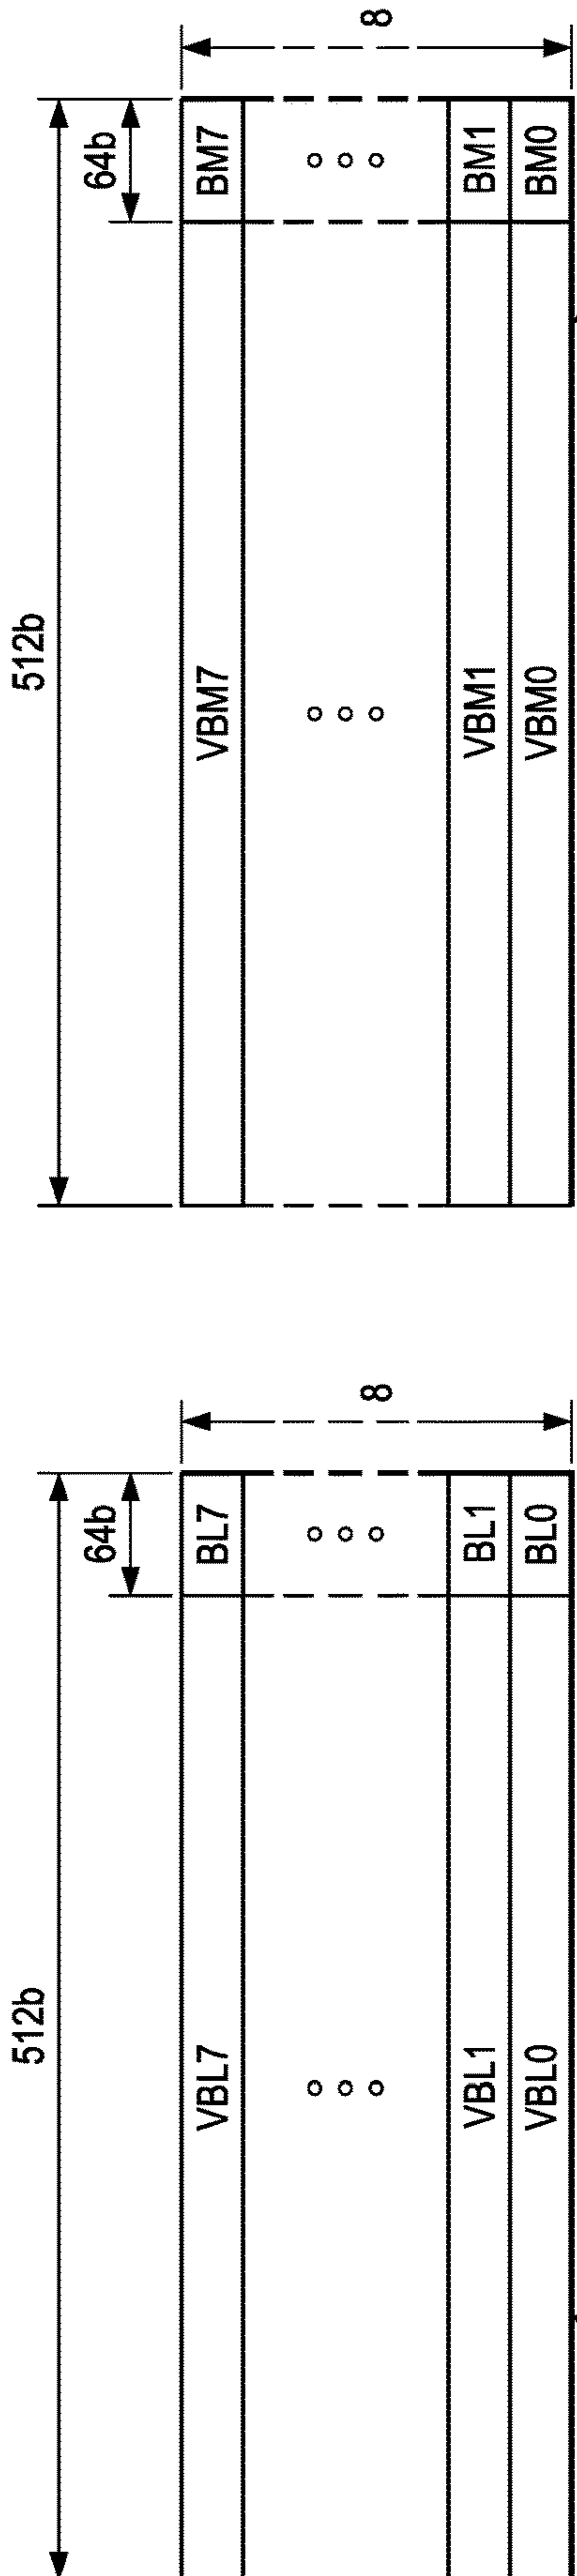 512b
64b
VBL7 BL7
VBL1 BL1
VBL0 BL0
8
512b
64b
VBM7 BM7
VBM1 BM1
VBM0 BM0
8